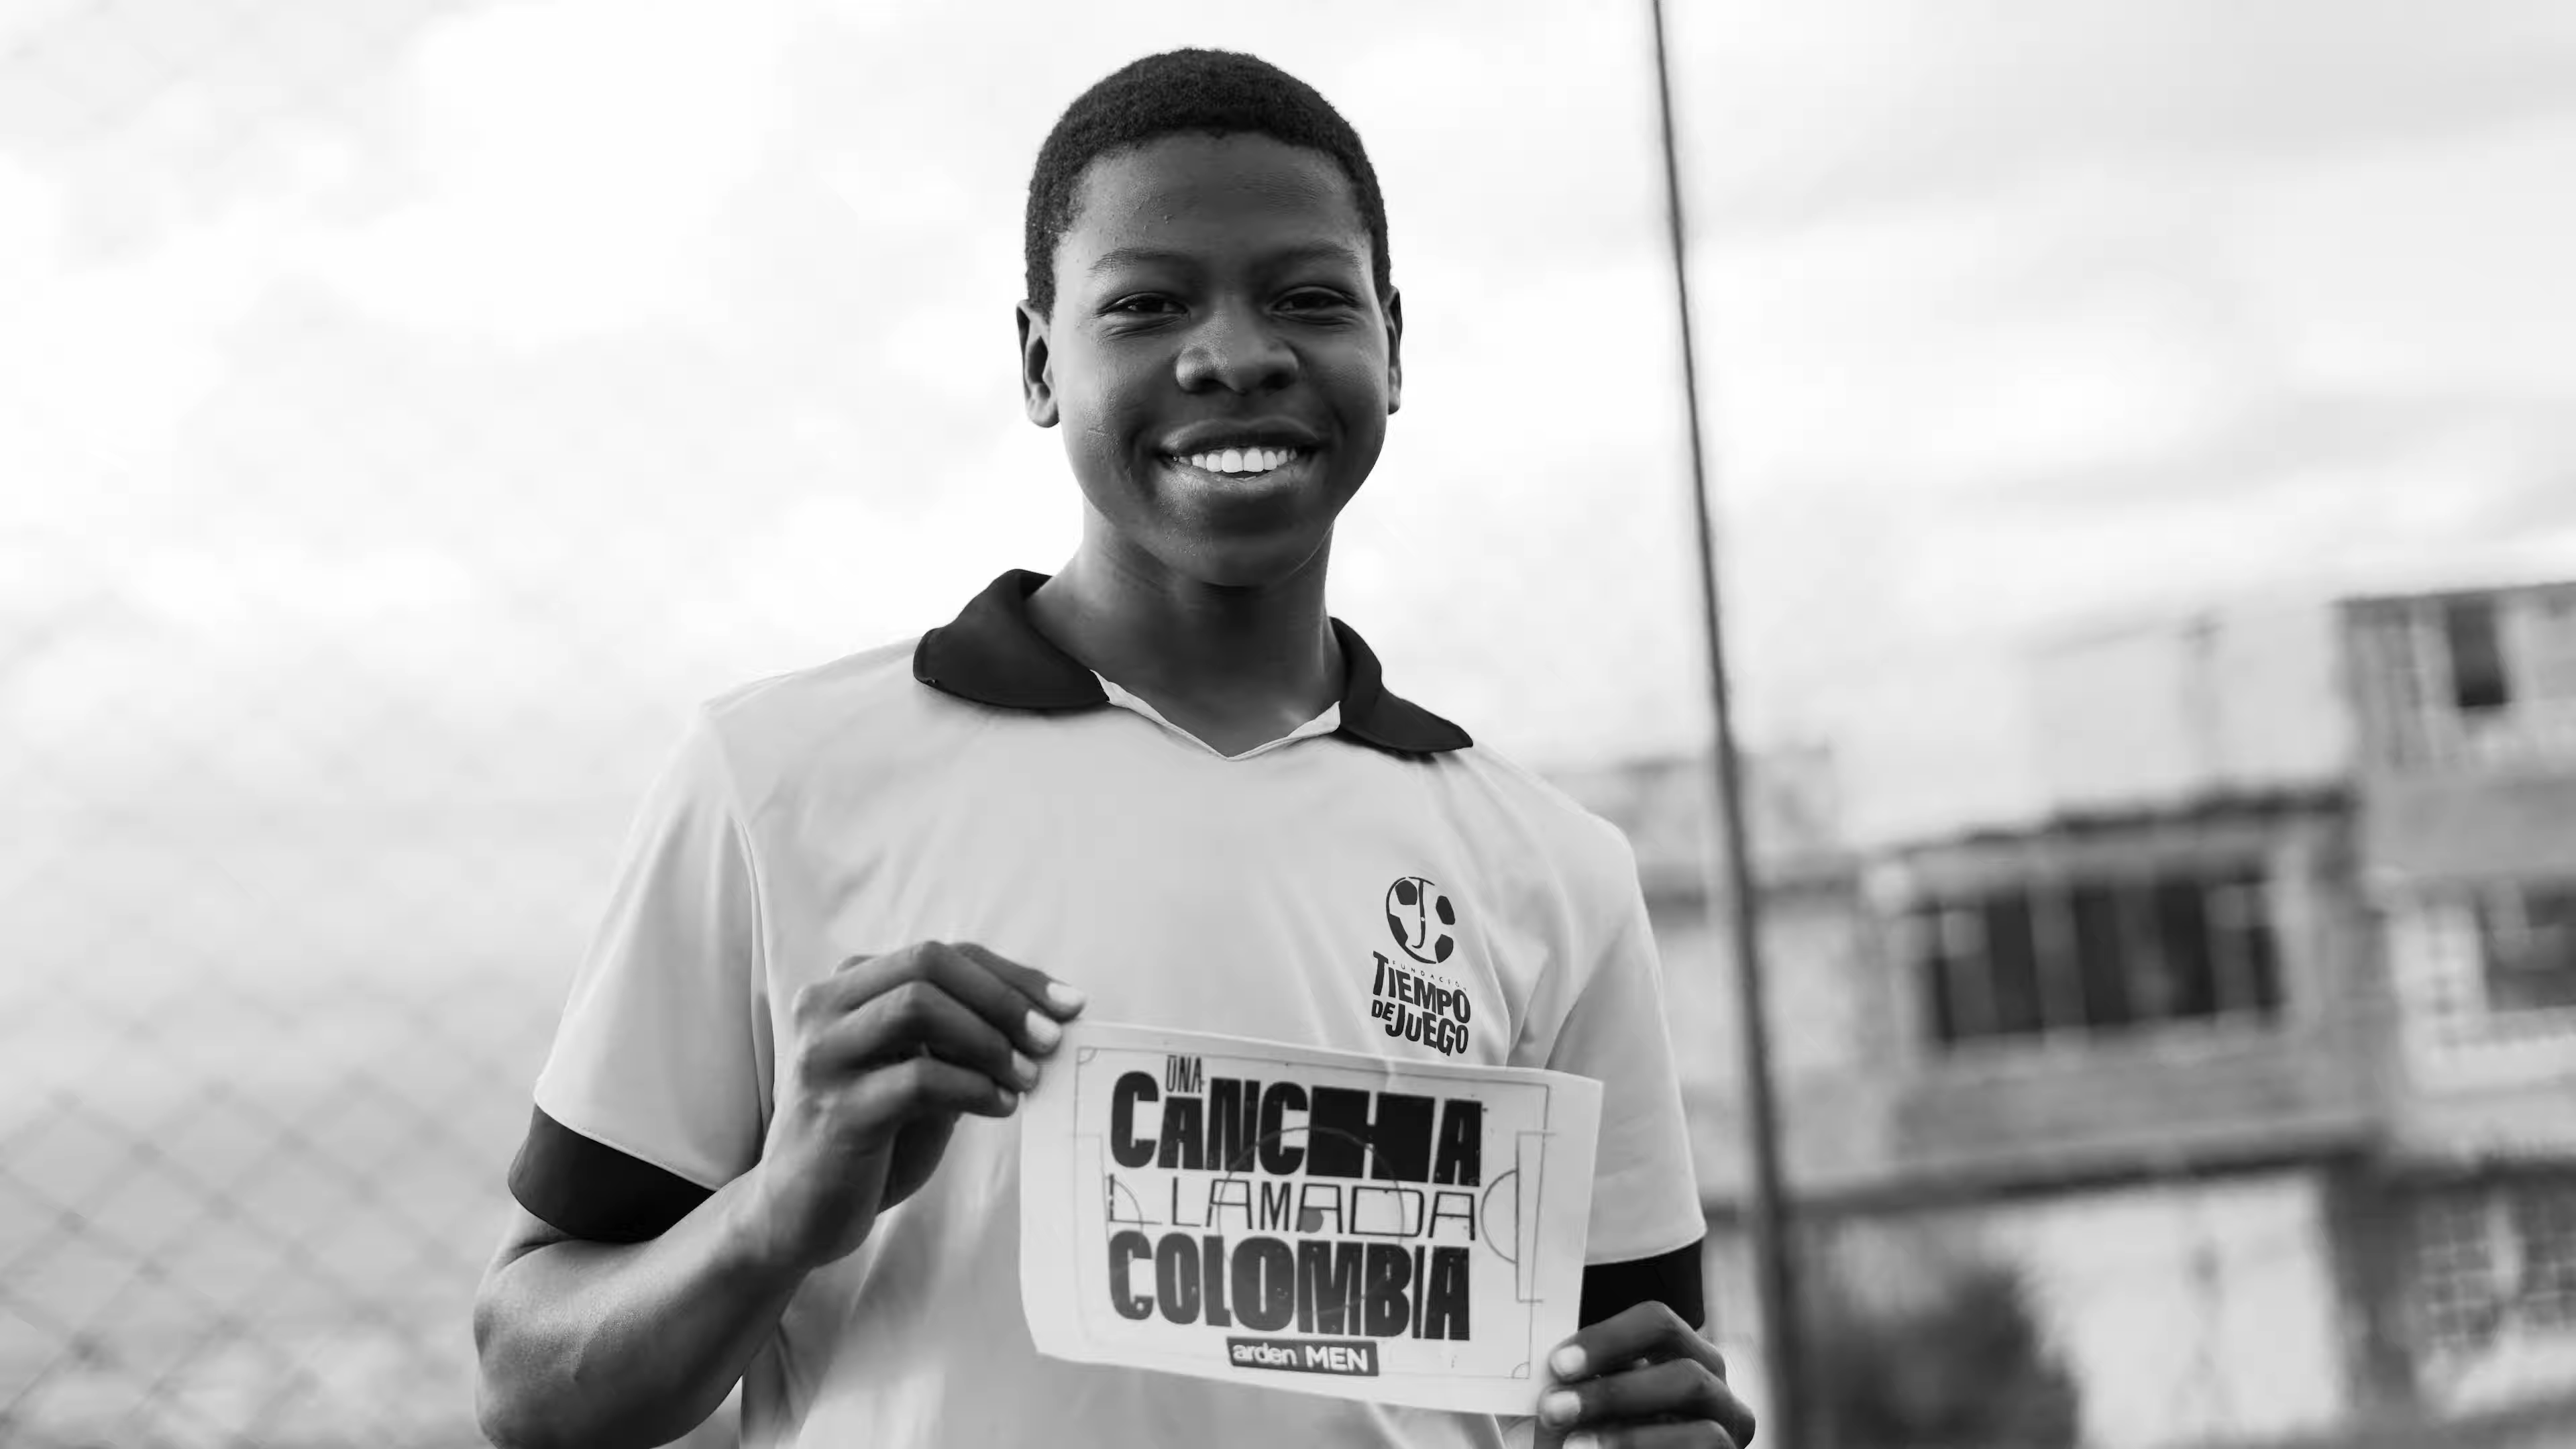 FUNDACIÓN
TIEMPO
DE JUEGO
UNA
CANCHA
LLAMADA
COLOMBIA
arden MEN